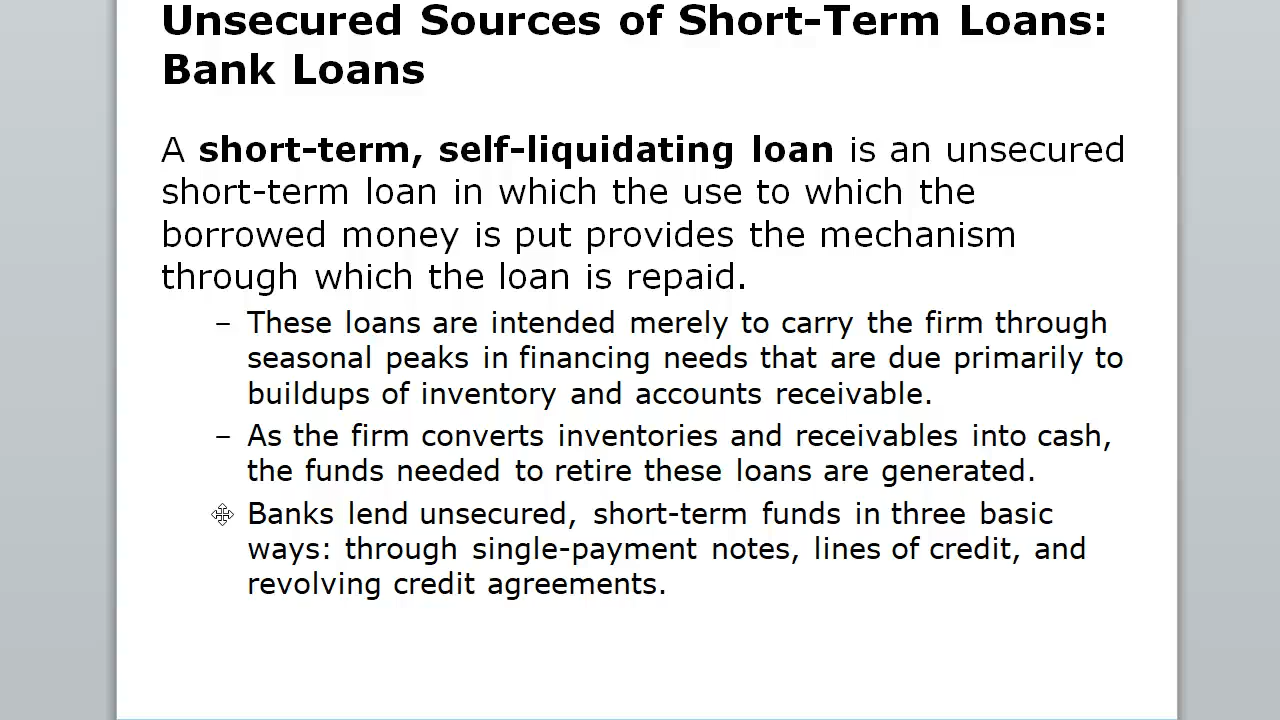 Unsecured Sources of Short-Term Loans:
Bank Loans
A short-term, self-liquidating loan is an unsecured
short-term loan in which the use to which the
borrowed money is put provides the mechanism
through which the loan is repaid.
– These loans are intended merely to carry the firm through
seasonal peaks in financing needs that are due primarily to
buildups of inventory and accounts receivable.
– As the firm converts inventories and receivables into cash,
the funds needed to retire these loans are generated.
Banks lend unsecured, short-term funds in three basic
ways: through single-payment notes, lines of credit, and
revolving credit agreements.